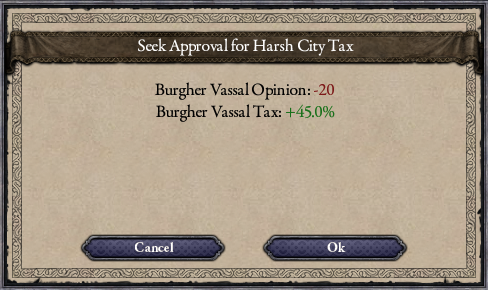 Seek Approval for Harsh City Tax
Burgher Vassal Opinion: -20
Burgher Vassal Tax: +45.0%
Cancel Ok